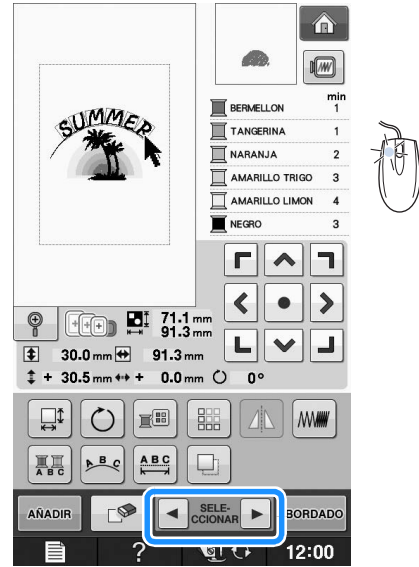 SUMMER
min
BERMELLON 1
TANGERINA 1
NARANJA 2
AMARILLO TRIGO 3
AMARILLO LIMON 4
NEGRO 3
71.1 mm
91.3 mm
30.0 mm 91.3 mm
+ 30.5 mm + 0.0 mm 0°
A B C A B C A B C
AÑADIR SELE-
CCIONAR BORDADO
? 12:00